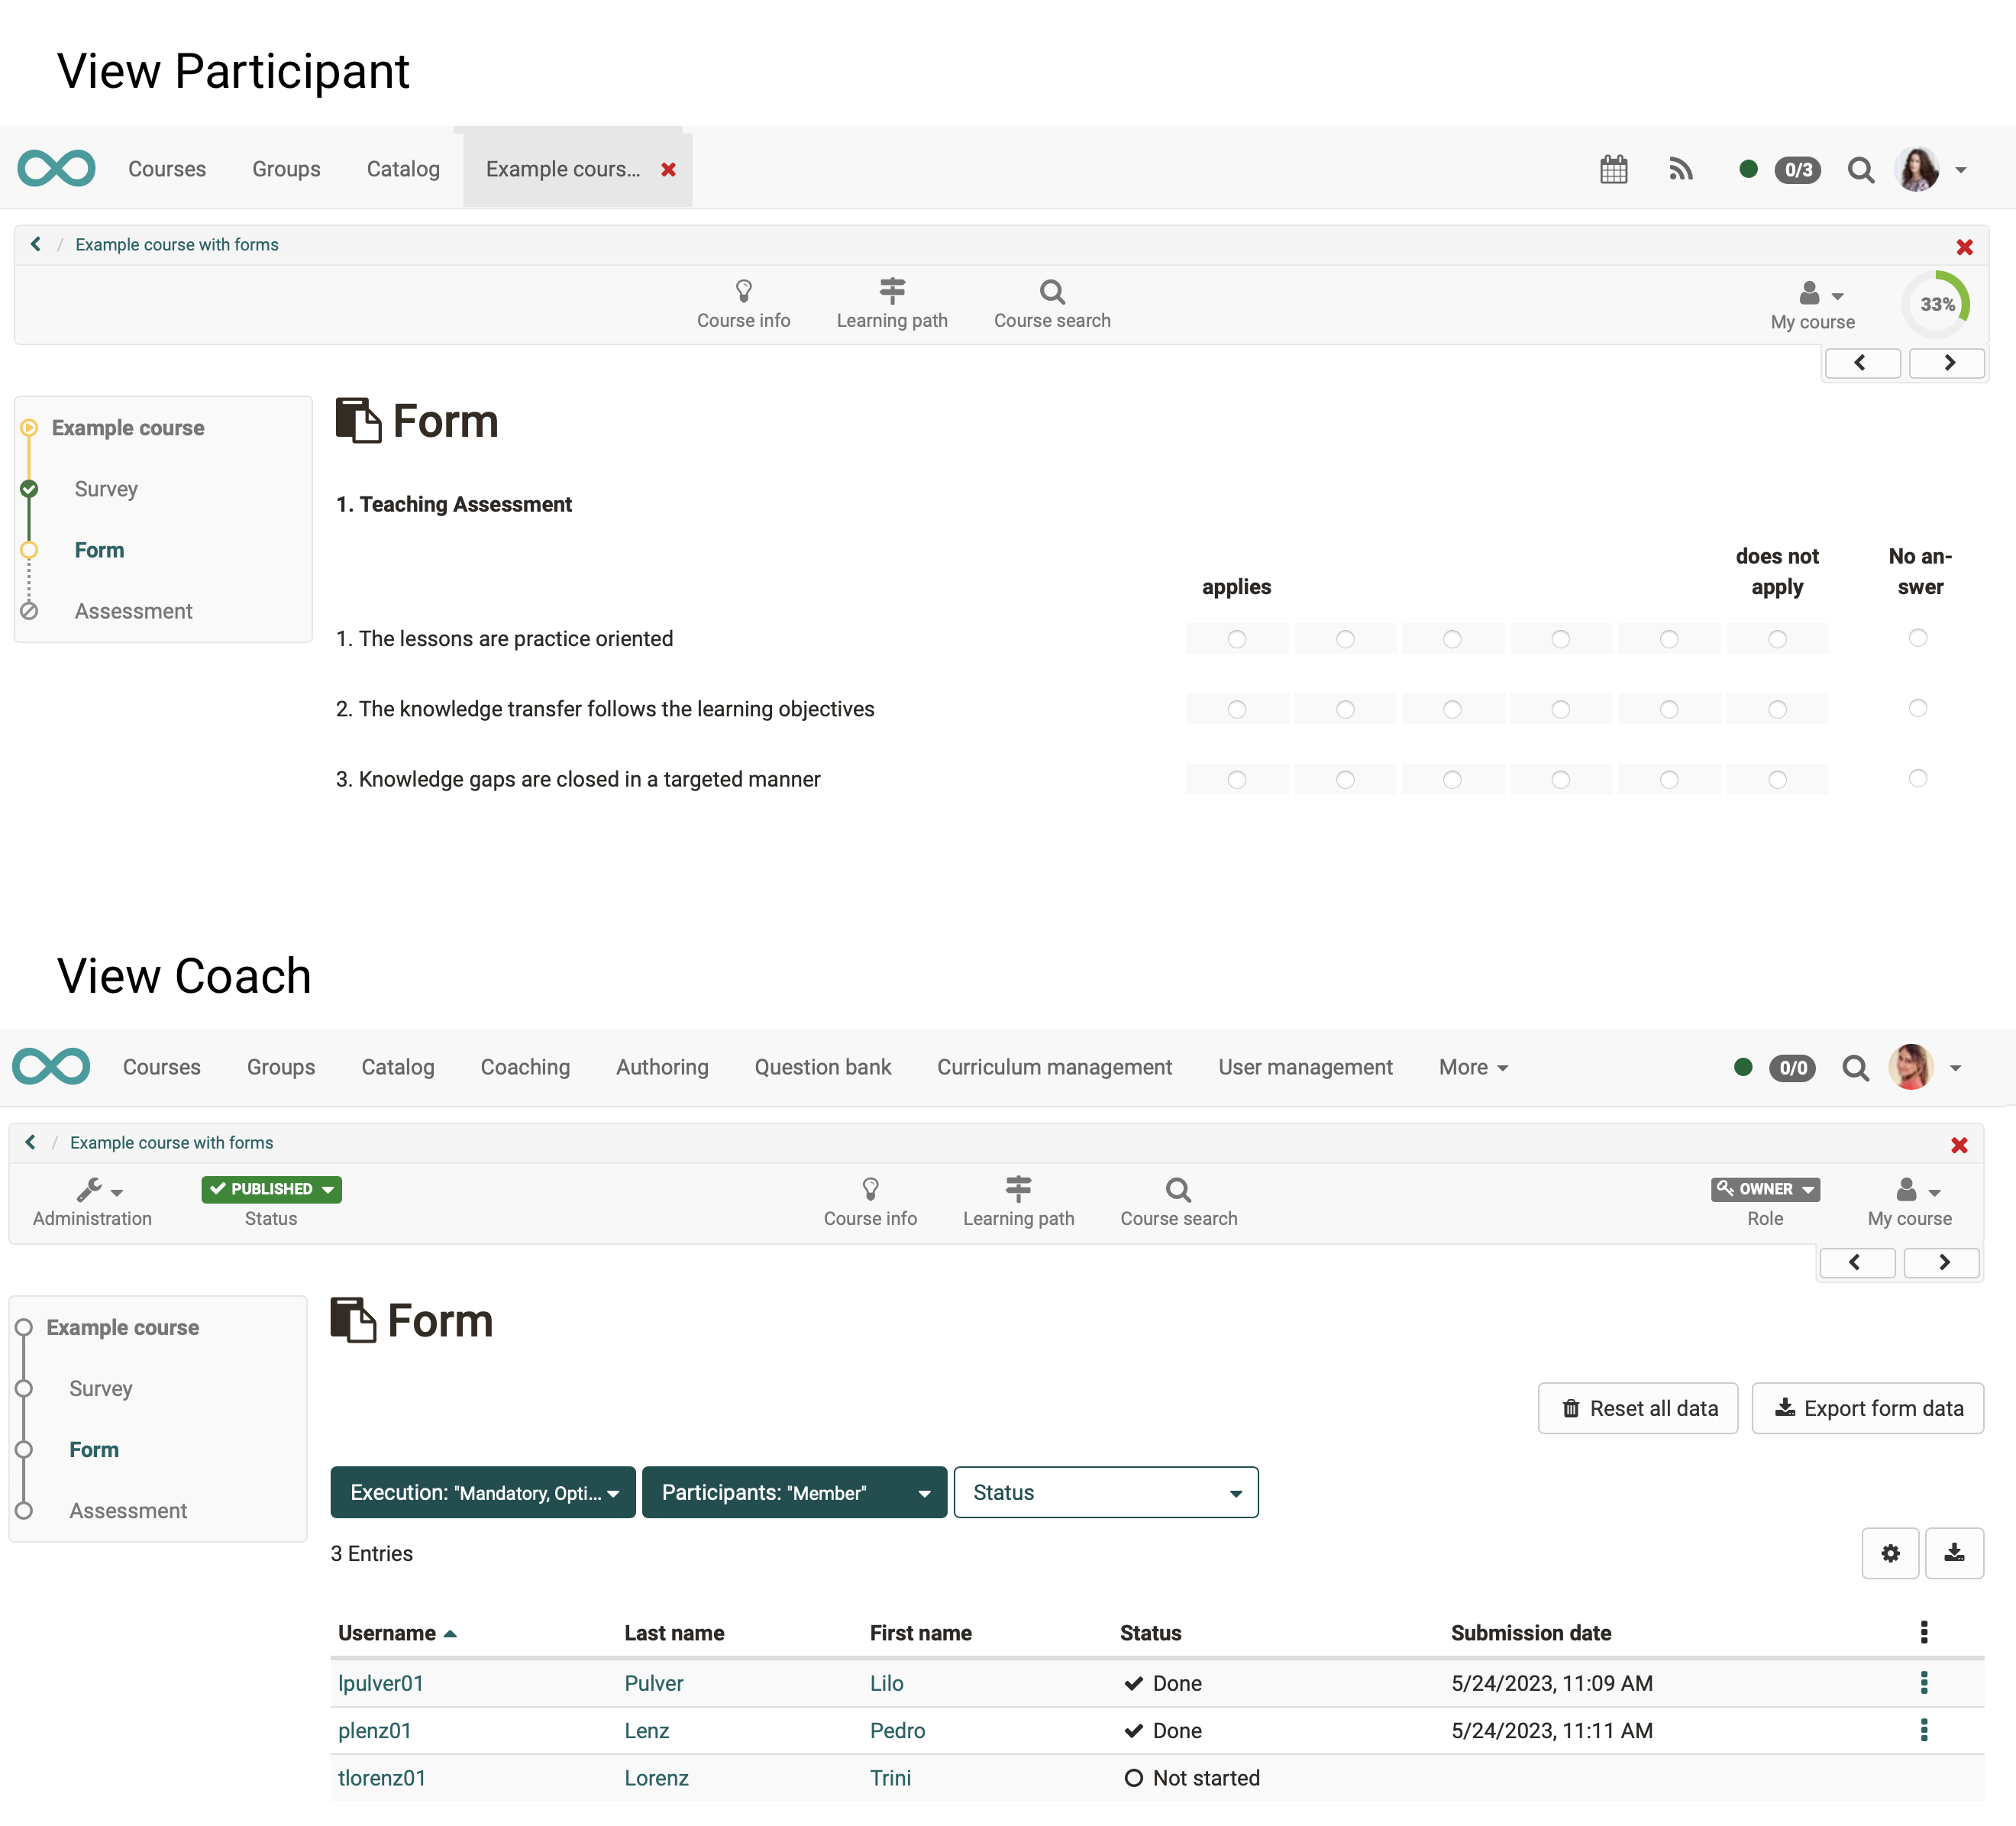 View Participant
Courses Groups Catalog Example cours... 0/3
/ Example course with forms
Course info Learning path Course search My course 33%
Example course
Survey
Form
Assessment
Form
1. Teaching Assessment
applies does not apply No an-swer
1. The lessons are practice oriented
2. The knowledge transfer follows the learning objectives
3. Knowledge gaps are closed in a targeted manner
View Coach
Courses Groups Catalog Coaching Authoring Question bank Curriculum management User management More 0/0
/ Example course with forms
Administration PUBLISHED Status Course info Learning path Course search OWNER Role My course
Example course
Survey
Form
Assessment
Form
Reset all data Export form data
Execution: "Mandatory, Opti... Participants: "Member" Status
3 Entries
Username Last name First name Status Submission date
lpulver01 Pulver Lilo Done 5/24/2023, 11:09 AM
plenz01 Lenz Pedro Done 5/24/2023, 11:11 AM
tlorenz01 Lorenz Trini Not started